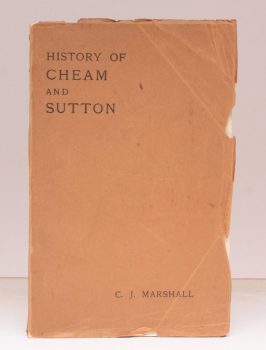 HISTORY OF
CHEAM
AND
SUTTON
C. J. MARSHALL